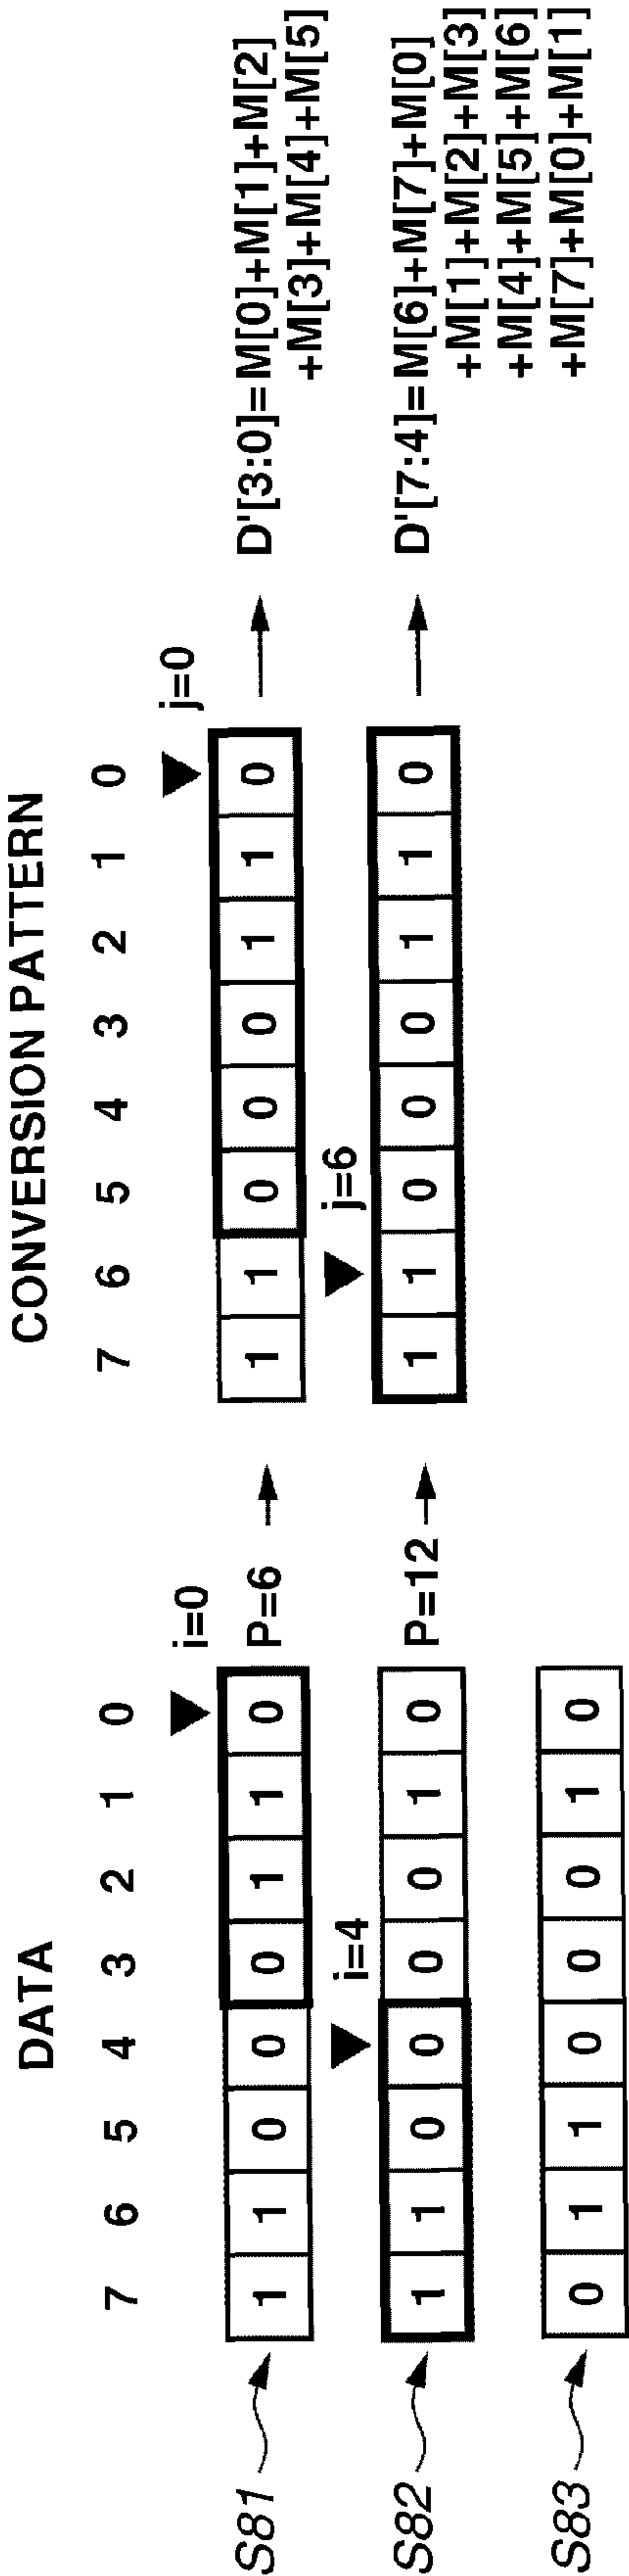 DATA
CONVERSION PATTERN
7 6 5 4 3 2 1 0
7 6 5 4 3 2 1 0
i=0
j=0
S81
1 1 0 0 0 1 1 0
P=6
1 1 0 0 0 1 1 0
D'[3:0]= M[0]+M[1]+M[2]
+M[3]+M[4]+M[5]
i=4
j=6
S82
1 1 0 0 0 0 1 0
P=12
1 1 0 0 0 1 1 0
D'[7:4]= M[6]+M[7]+M[0]
+M[1]+M[2]+M[3]
+M[4]+M[5]+M[6]
+M[7]+M[0]+M[1]
S83
0 1 1 0 0 0 1 0